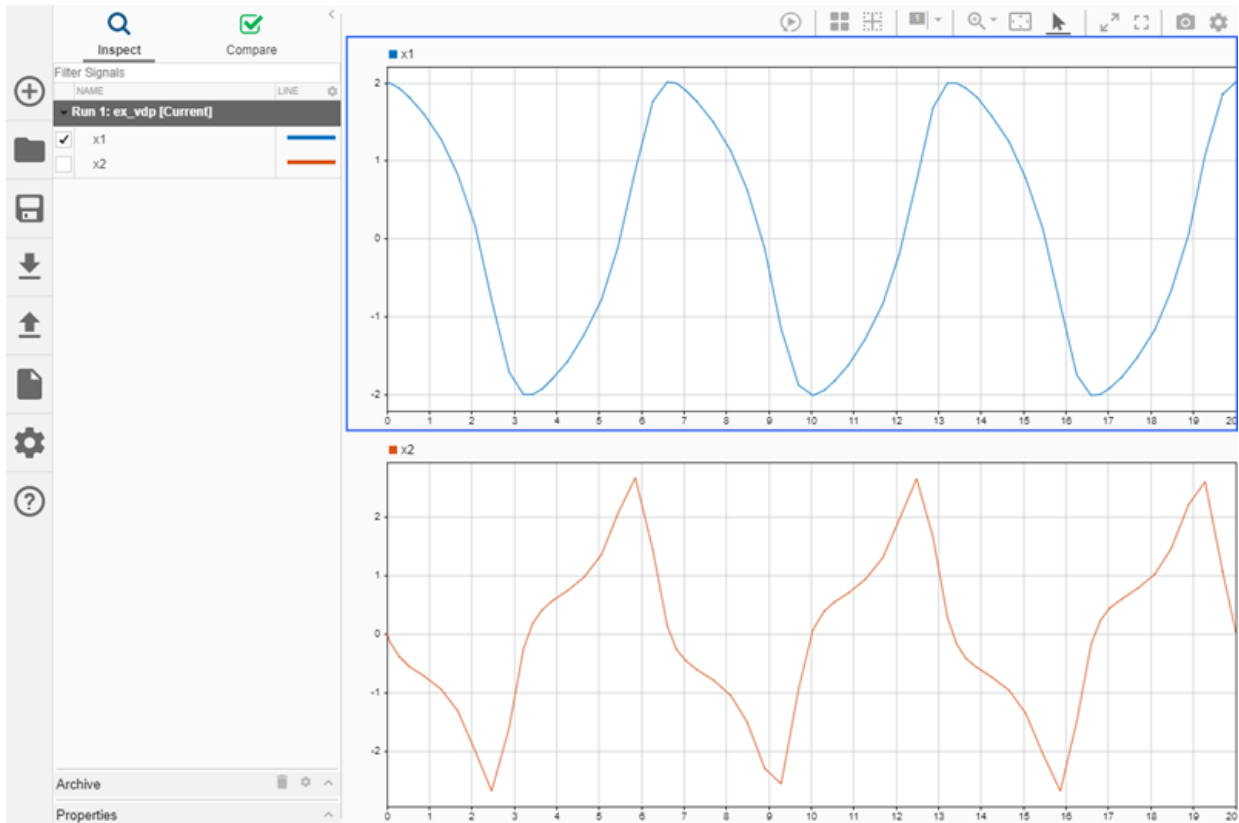 Inspect
Compare
Filter Signals
NAME LINE
Run 1: ex_vdp [Current]
x1
x2
Archive
Properties
1
x1
2
1
0
-1
-2
0 1 2 3 4 5 6 7 8 9 10 11 12 13 14 15 16 17 18 19 20
x2
2
1
0
-1
-2
0 1 2 3 4 5 6 7 8 9 10 11 12 13 14 15 16 17 18 19 20